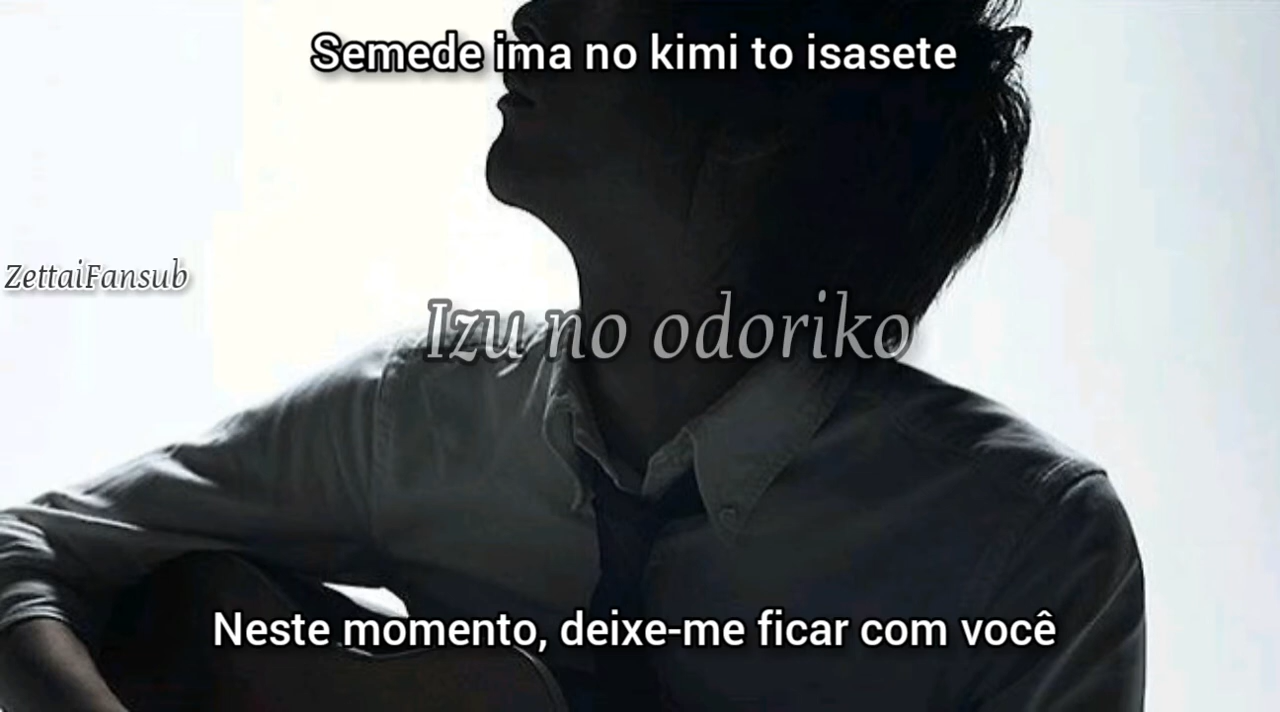 Semede ima no kimi to isasete
ZettaiFansub
Izu no odoriko
Neste momento, deixe-me ficar com você